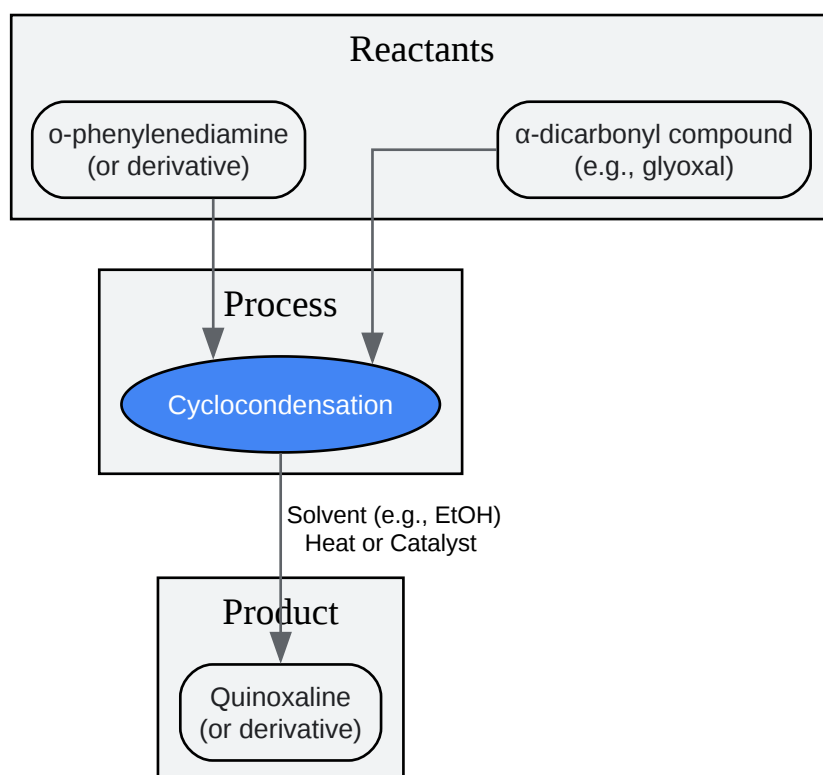 Reactants
o-phenylenediamine
(or derivative)
α-dicarbonyl compound
(e.g., glyoxal)
Process
Cyclocondensation
Solvent (e.g., EtOH)
Heat or Catalyst
Product
Quinoxaline
(or derivative)